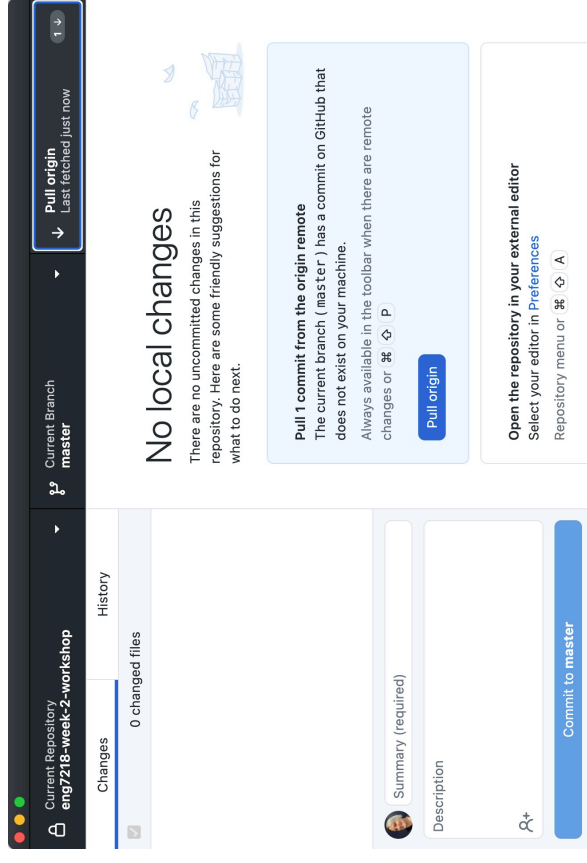 Current Repository
eng7218-week-2-workshop
Current Branch
master
Pull origin
Last fetched just now
1
Changes
History
0 changed files
Summary (required)
Description
Commit to master
No local changes
There are no uncommitted changes in this
repository. Here are some friendly suggestions for
what to do next.
Pull 1 commit from the origin remote
The current branch ( master ) has a commit on GitHub that
does not exist on your machine.
Always available in the toolbar when there are remote
changes or ⌘ ⇧ P
Pull origin
Open the repository in your external editor
Select your editor in Preferences
Repository menu or ⌘ ⇧ A